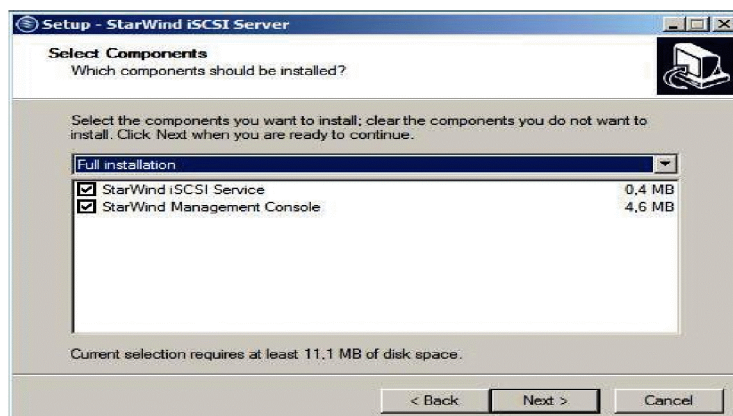 Setup - StarWind iSCSI Server
Select Components
Which components should be installed?
Select the components you want to install; clear the components you do not want to
install. Click Next when you are ready to continue.
Full installation
StarWind iSCSI Service 0,4 MB
StarWind Management Console 4,6 MB
Current selection requires at least 11,1 MB of disk space.
< Back Next > Cancel